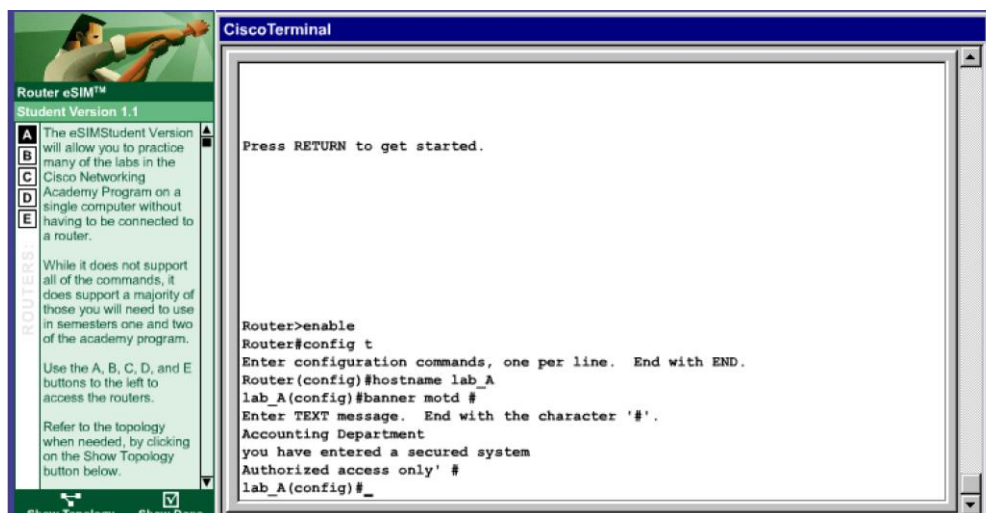 Router eSIM™
Student Version 1.1
A
B
C
D
E
ROUTERS:
The eSIMStudent Version
will allow you to practice
many of the labs in the
Cisco Networking
Academy Program on a
single computer without
having to be connected to
a router.
While it does not support
all of the commands, it
does support a majority of
those you will need to use
in semesters one and two
of the academy program.
Use the A, B, C, D, and E
buttons to the left to
access the routers.
Refer to the topology
when needed, by clicking
on the Show Topology
button below.
Show Topology
CiscoTerminal
Press RETURN to get started.
Router>enable
Router#config t
Enter configuration commands, one per line.  End with END.
Router(config)#hostname lab_A
lab_A(config)#banner motd #
Enter TEXT message.  End with the character '#'.
Accounting Department
you have entered a secured system
Authorized access only' #
lab_A(config)#_